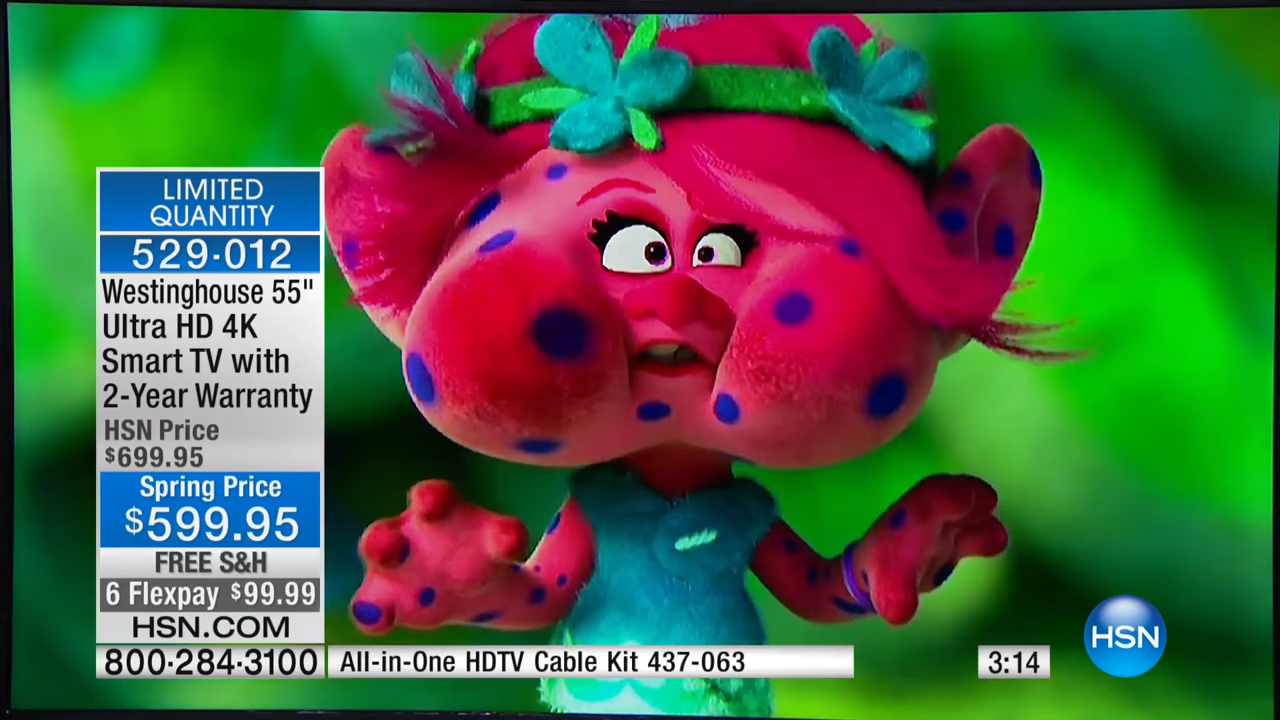 LIMITED
QUANTITY
529·012
Westinghouse 55"
Ultra HD 4K
Smart TV with
2-Year Warranty
HSN Price
$699.95
Spring Price
$599.95
FREE S&H
6 Flexpay $99.99
HSN.COM
800·284·3100
All-in-One HDTV Cable Kit 437-063
3:14
HSN